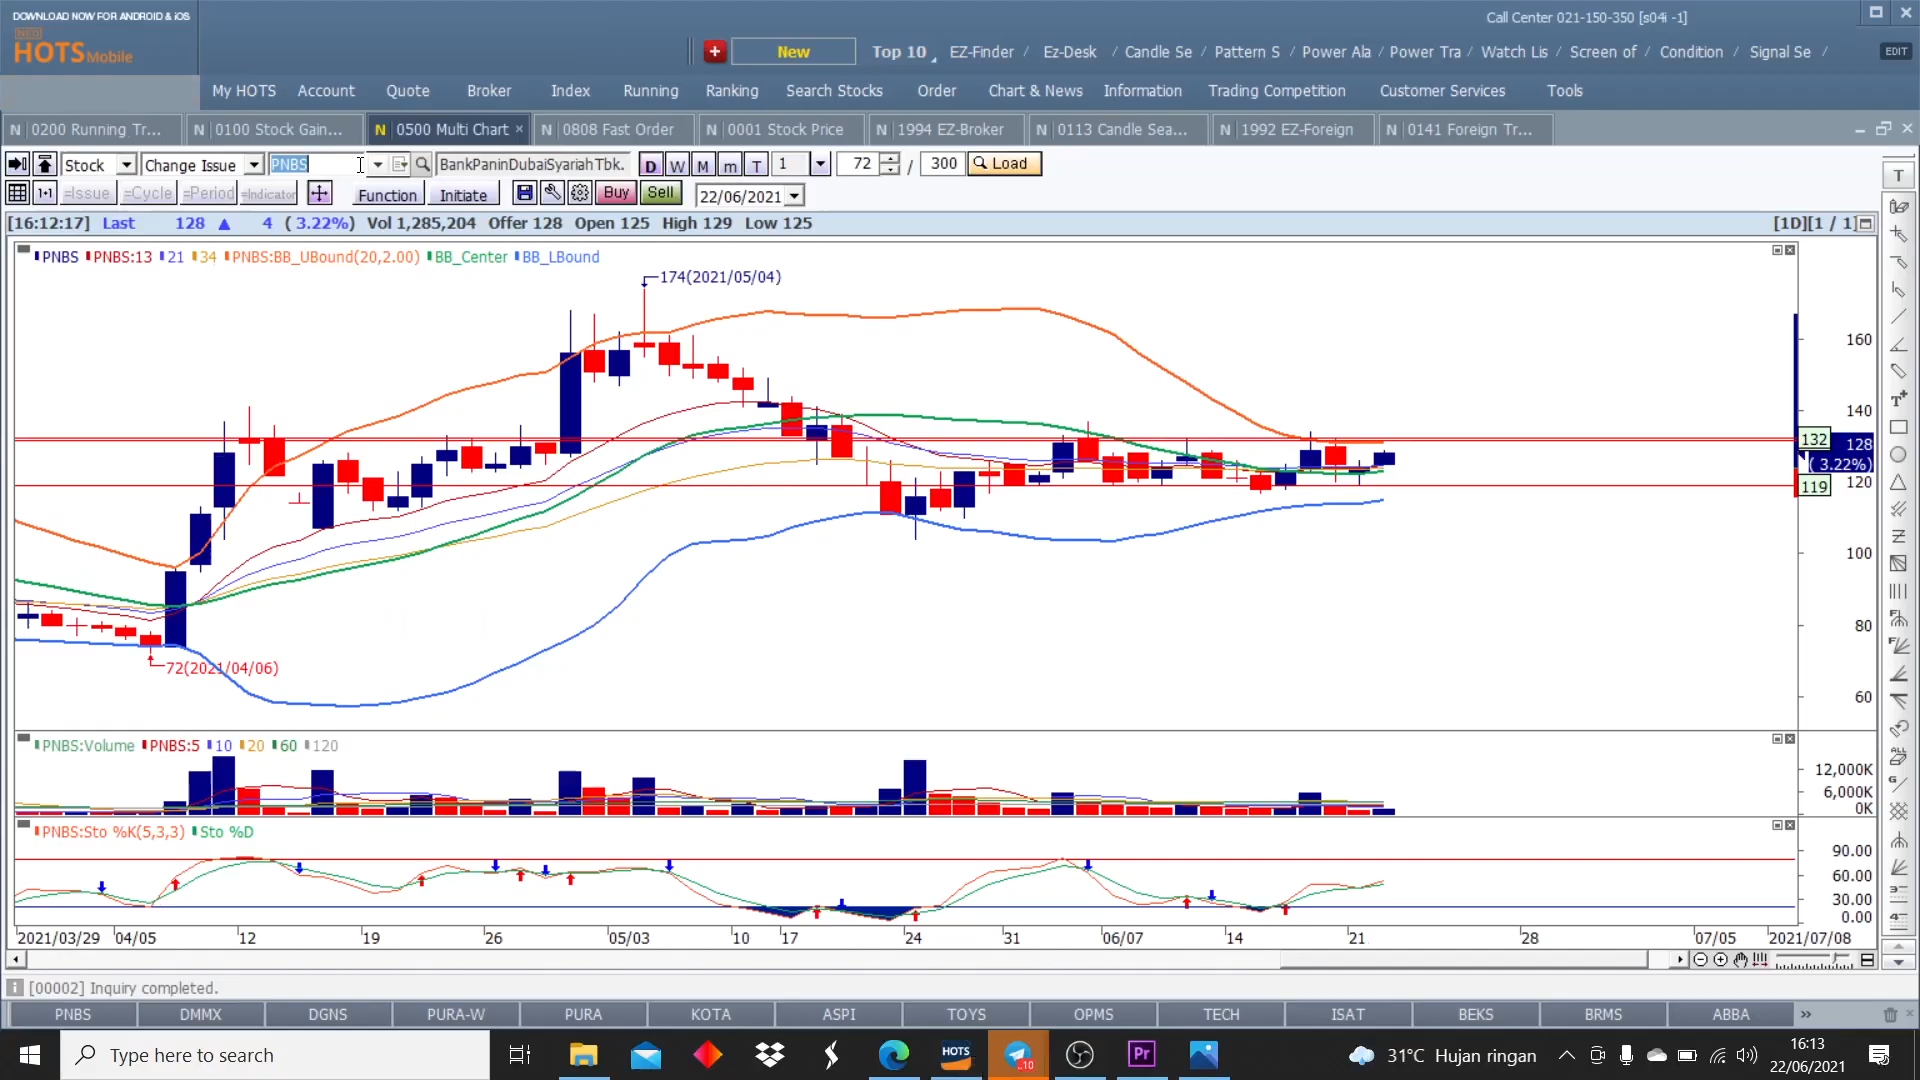 DOWNLOAD NOW FOR ANDROID & iOS
NEO
HOTS Mobile
Call Center 021-150-350 [s04i -1]
New
Top 10 EZ-Finder / Ez-Desk / Candle Se / Pattern S / Power Ala / Power Tra / Watch Lis / Screen of / Condition / Signal Se /
EDIT
My HOTS Account Quote Broker Index Running Ranking Search Stocks Order Chart & News Information Trading Competition Customer Services Tools
N 0200 Running Tr... N 0100 Stock Gain... N 0500 Multi Chart × N 0808 Fast Order N 0001 Stock Price N 1994 EZ-Broker N 0113 Candle Sea... N 1992 EZ-Foreign N 0141 Foreign Tr...
Stock Change Issue PNBS BankPaninDubaiSyariahTbk. D W M m T 1 72 / 300 Load
1•1 =Issue =Cycle =Period =Indicator Function Initiate Buy Sell 22/06/2021
[16:12:17] Last 128 ▲ 4 ( 3.22%) Vol 1,285,204 Offer 128 Open 125 High 129 Low 125 [1D][1 / 1]
PNBS PNBS:13 21 34 PNBS:BB_UBound(20,2.00) BB_Center BB_LBound
174(2021/05/04)
160
140
132
128
( 3.22%)
120
119
100
80
72(2021/04/06)
60
PNBS:Volume PNBS:5 10 20 60 120
12,000K
6,000K
0K
PNBS:Sto %K(5,3,3) Sto %D
90.00
60.00
30.00
0.00
2021/03/29 04/05 12 19 26 05/03 10 17 24 31 06/07 14 21 28 07/05 2021/07/08
[00002] Inquiry completed.
PNBS DMMX DGNS PURA-W PURA KOTA ASPI TOYS OPMS TECH ISAT BEKS BRMS ABBA »
Type here to search
HOTS
..10
Pr
31°C Hujan ringan
16:13
22/06/2021